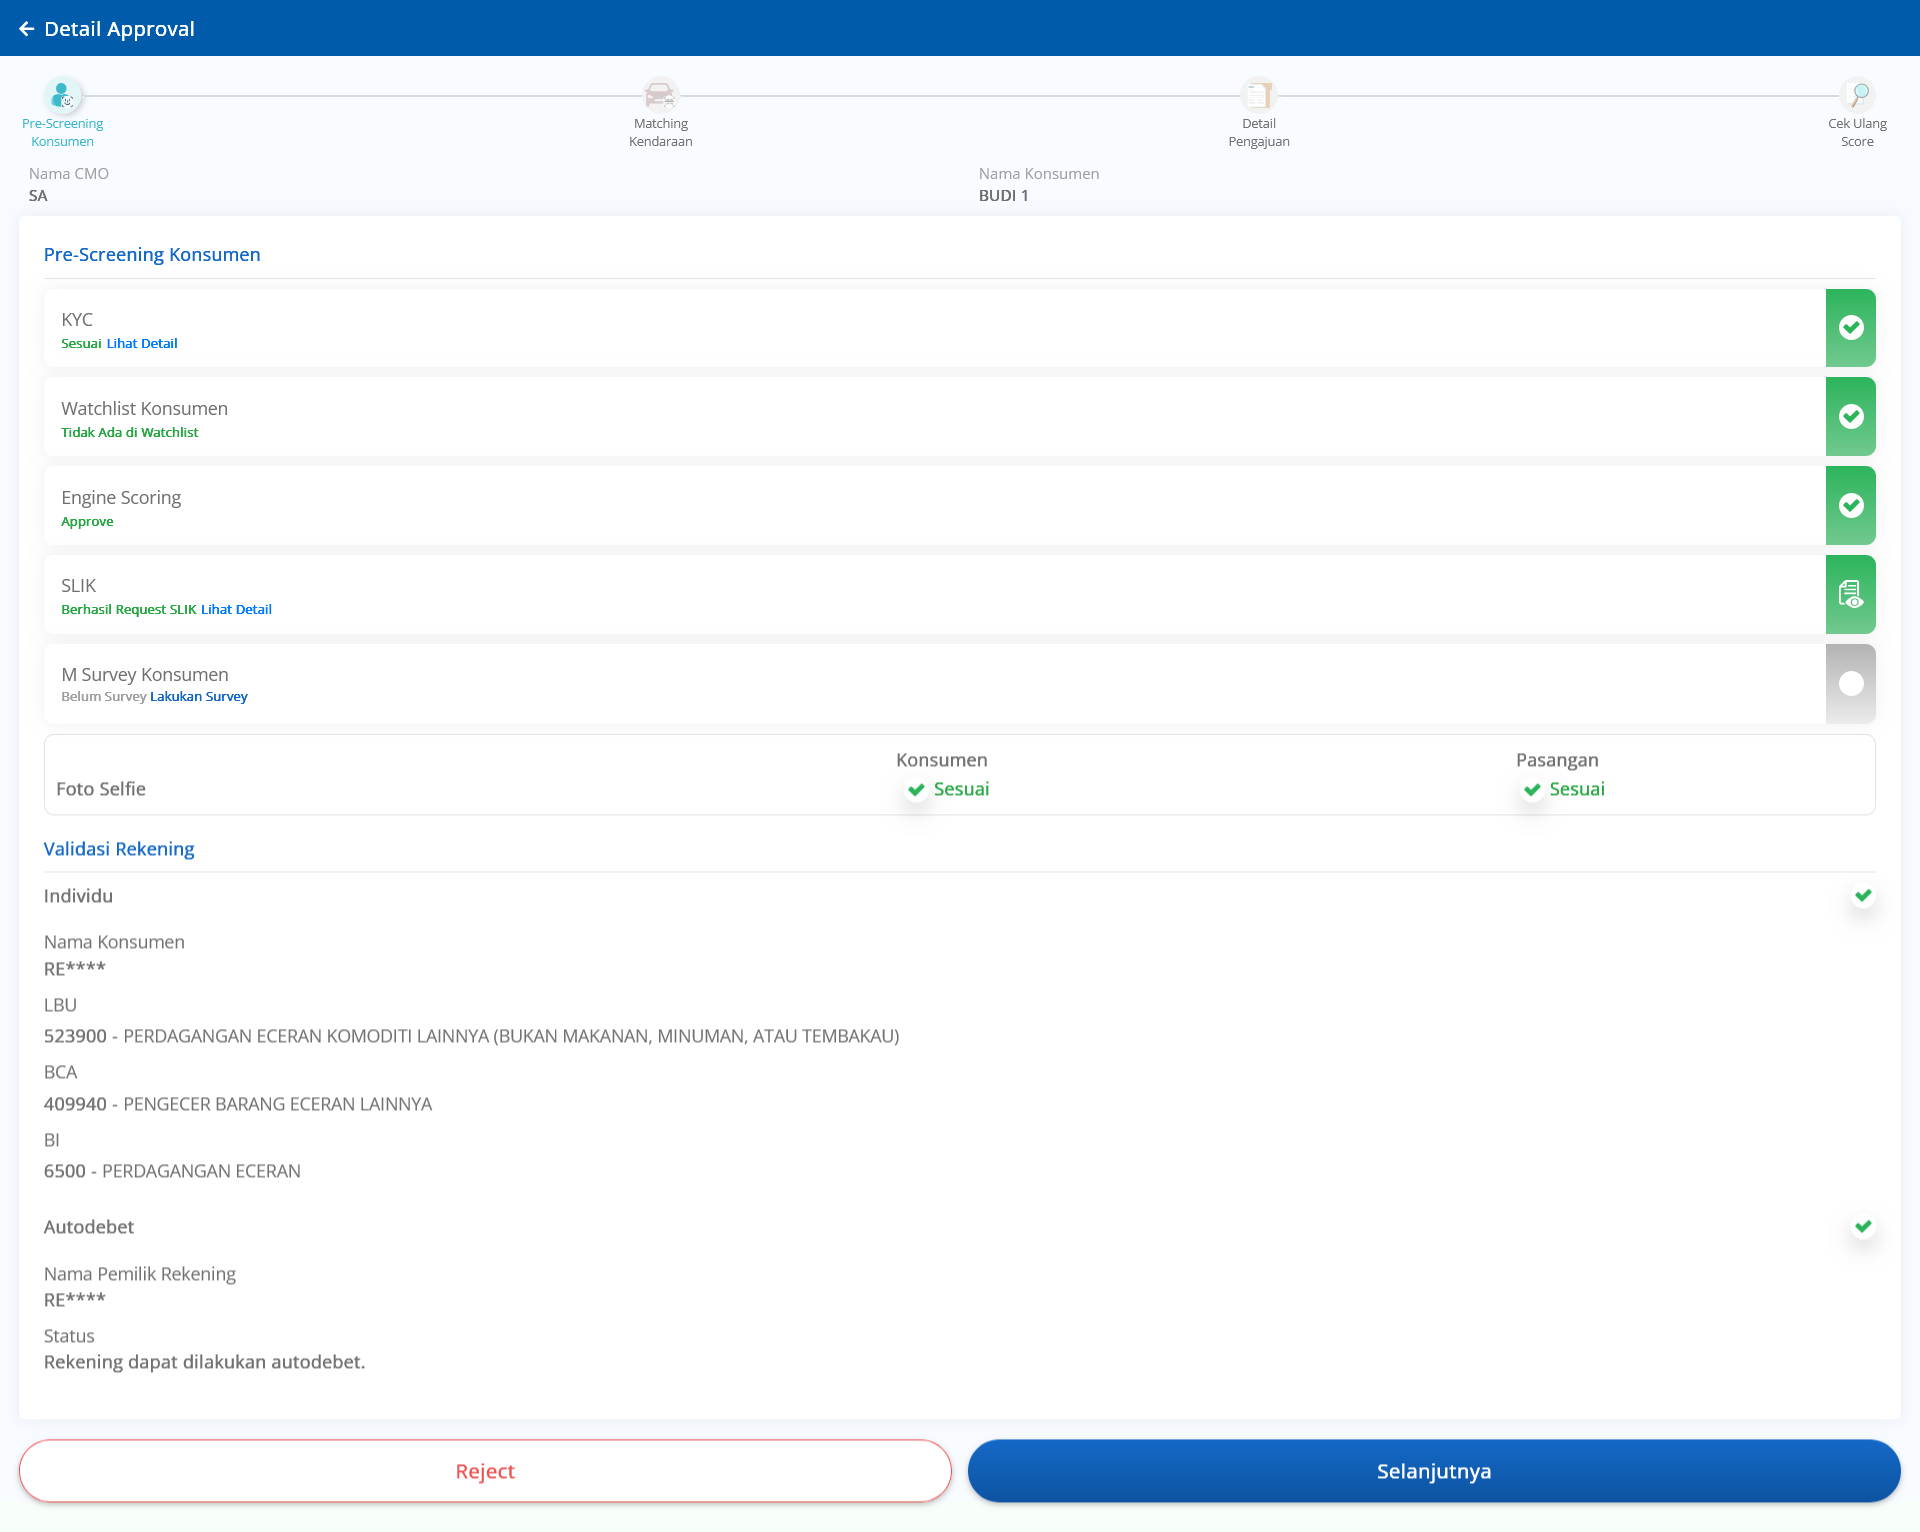 Detail Approval
Pre-Screening
Konsumen
Matching
Kendaraan
Detail
Pengajuan
Cek Ulang
Score
Nama CMO
SA
Nama Konsumen
BUDI 1
Pre-Screening Konsumen
KYC
Sesuai Lihat Detail
Watchlist Konsumen
Tidak Ada di Watchlist
Engine Scoring
Approve
SLIK
Berhasil Request SLIK Lihat Detail
M Survey Konsumen
Belum Survey Lakukan Survey
Konsumen Pasangan
Foto Selfie Sesuai Sesuai
Validasi Rekening
Individu
Nama Konsumen
RE****
LBU
523900 - PERDAGANGAN ECERAN KOMODITI LAINNYA (BUKAN MAKANAN, MINUMAN, ATAU TEMBAKAU)
BCA
409940 - PENGECER BARANG ECERAN LAINNYA
BI
6500 - PERDAGANGAN ECERAN
Autodebet
Nama Pemilik Rekening
RE****
Status
Rekening dapat dilakukan autodebet.
Reject Selanjutnya